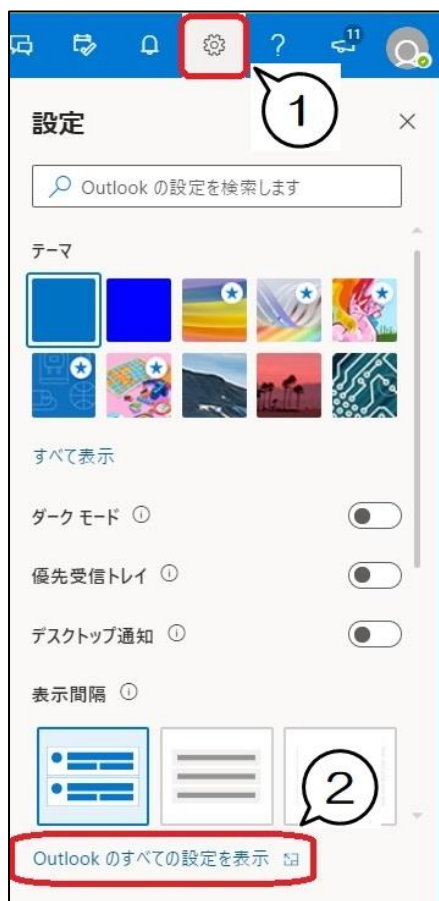 ?
11
1
設定
Outlook の設定を検索します
テーマ
すべて表示
ダーク モード
優先受信トレイ
デスクトップ通知
表示間隔
2
Outlook のすべての設定を表示